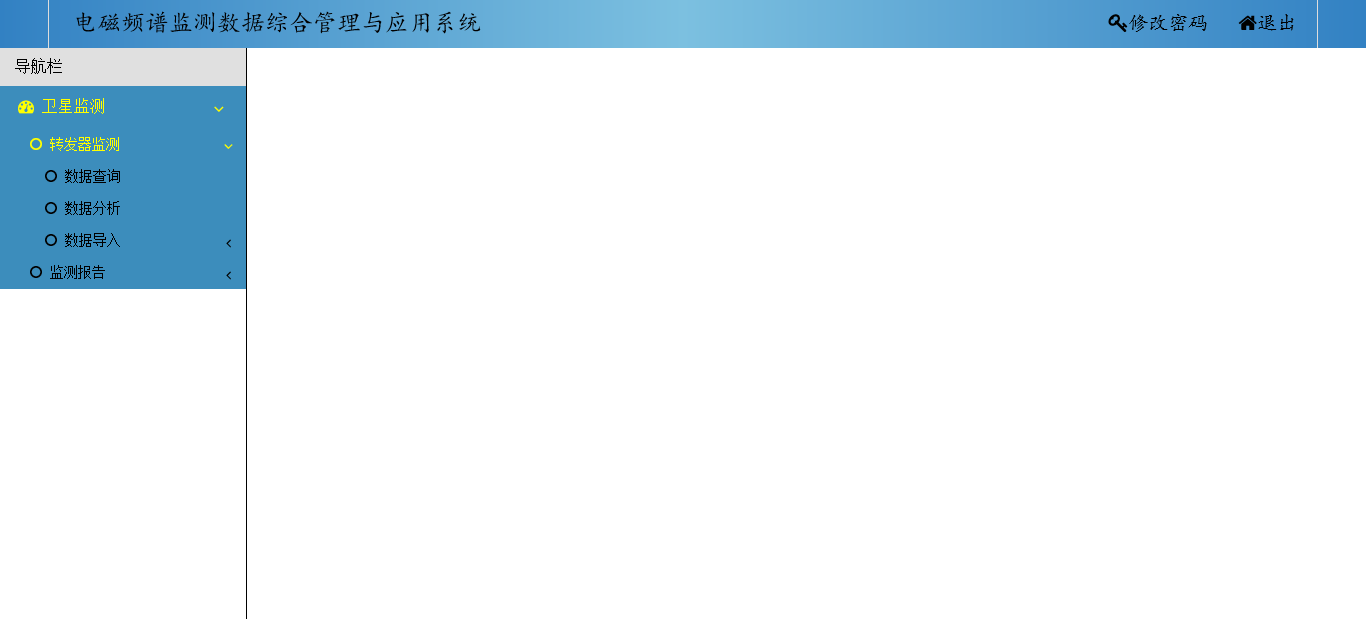 电磁频谱监测数据综合管理与应用系统
修改密码
退出
导航栏
卫星监测
转发器监测
数据查询
数据分析
数据导入
监测报告